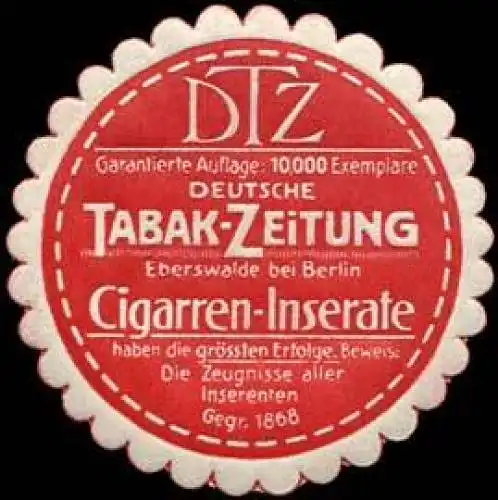 DTZ
Garantierte Auflage: 10,000 Exemplare
DEUTSCHE
TABAK-ZEITUNG
Eberswalde bei Berlin
Cigarren-Inserate
haben die grössten Erfolge. Beweis:
Die Zeugnisse aller
Inserenten
Gegr. 1868